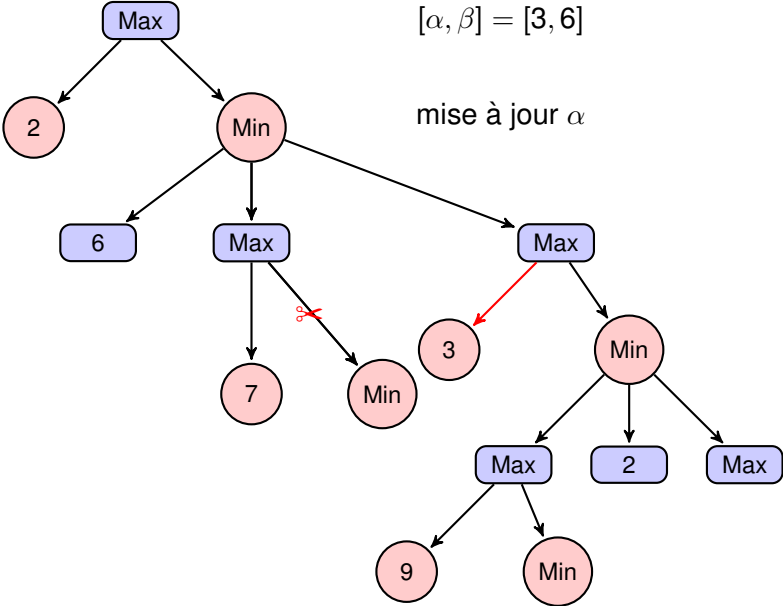 Max
[α, β] = [3, 6]
2
Min
mise à jour α
6
Max
Max
7
Min
3
Min
Max
2
Max
9
Min